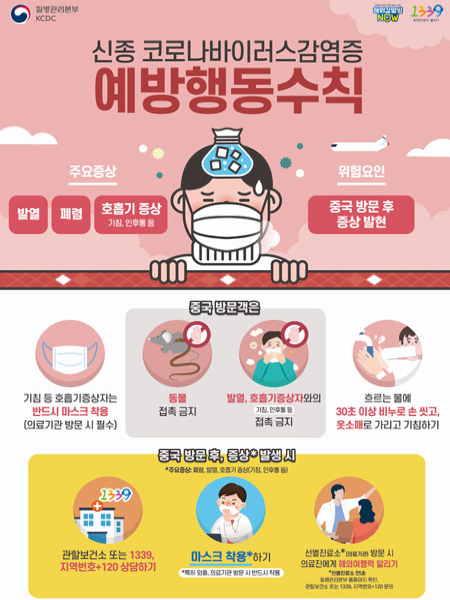 질병관리본부
KCDC
해외감염병
NOW
1339
신종 코로나바이러스감염증
예방행동수칙
주요증상
발열
폐렴
호흡기 증상
기침, 인후통 등
위험요인
중국 방문 후
증상 발현
중국 방문객은
기침 등 호흡기증상자는
반드시 마스크 착용
(의료기관 방문 시 필수)
동물
접촉 금지
발열, 호흡기증상자와의
기침, 인후통 등
접촉 금지
흐르는 물에
30초 이상 비누로 손 씻고,
옷소매로 가리고 기침하기
중국 방문 후, 증상* 발생 시
*주요증상: 폐렴, 발열, 호흡기 증상(기침, 인후통 등)
1339
관할보건소 또는 1339,
지역번호+120 상담하기
마스크 착용*하기
*특히 외출, 의료기관 방문 시 반드시 착용
선별진료소*(의료기관) 방문 시
의료진에게 해외여행력 알리기
*선별진료소 안내:
질병관리본부 홈페이지 확인,
관할보건소 또는 1339, 지역번호+120 문의